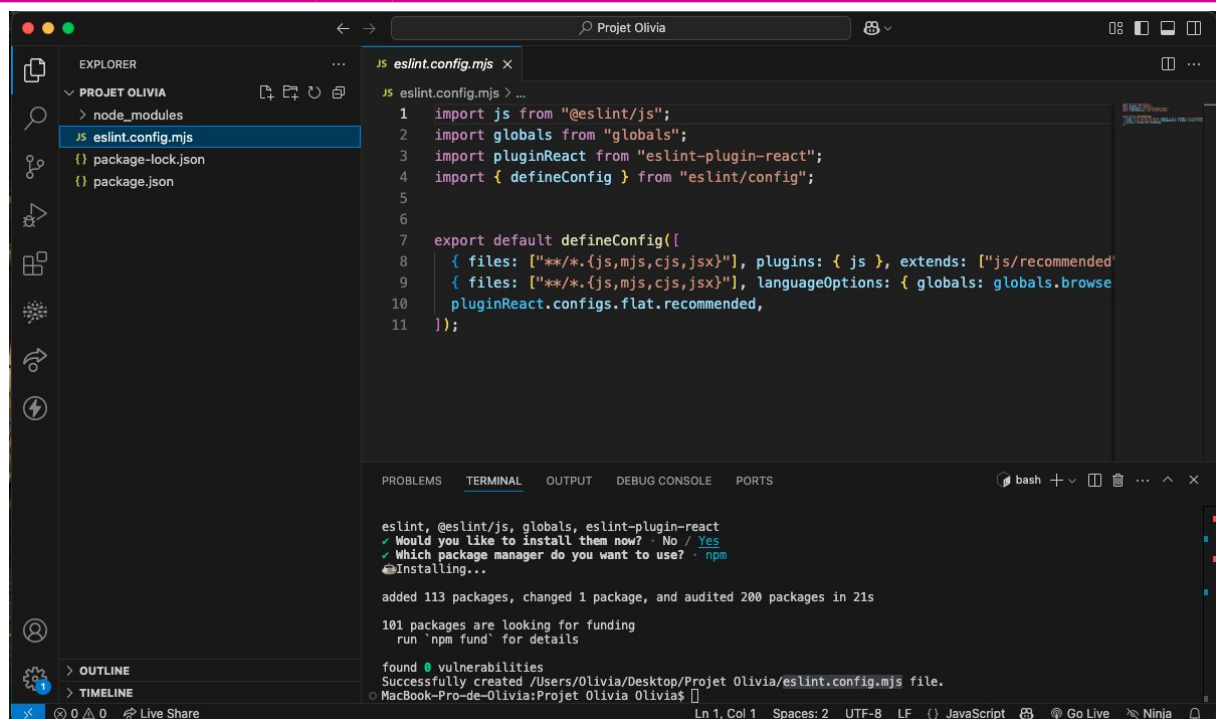 Projet Olivia
EXPLORER
PROJET OLIVIA
node_modules
JS eslint.config.mjs
{} package-lock.json
{} package.json
OUTLINE
TIMELINE
JS eslint.config.mjs
JS eslint.config.mjs > ...
1 import js from "@eslint/js";
2 import globals from "globals";
3 import pluginReact from "eslint-plugin-react";
4 import { defineConfig } from "eslint/config";
5
6
7 export default defineConfig([
8 { files: ["**/*.{js,mjs,cjs,jsx}"], plugins: { js }, extends: ["js/recommended"
9 { files: ["**/*.{js,mjs,cjs,jsx}"], languageOptions: { globals: globals.browse
10 pluginReact.configs.flat.recommended,
11 ]);
PROBLEMS TERMINAL OUTPUT DEBUG CONSOLE PORTS bash
eslint, @eslint/js, globals, eslint-plugin-react
✔ Would you like to install them now? · No / Yes
✔ Which package manager do you want to use? · npm
☕Installing...
added 113 packages, changed 1 package, and audited 200 packages in 21s
101 packages are looking for funding
run `npm fund` for details
found 0 vulnerabilities
Successfully created /Users/Olivia/Desktop/Projet Olivia/eslint.config.mjs file.
MacBook-Pro-de-Olivia:Projet Olivia Olivia$
1
0 0 Live Share Ln 1, Col 1 Spaces: 2 UTF-8 LF {} JavaScript Go Live Ninja